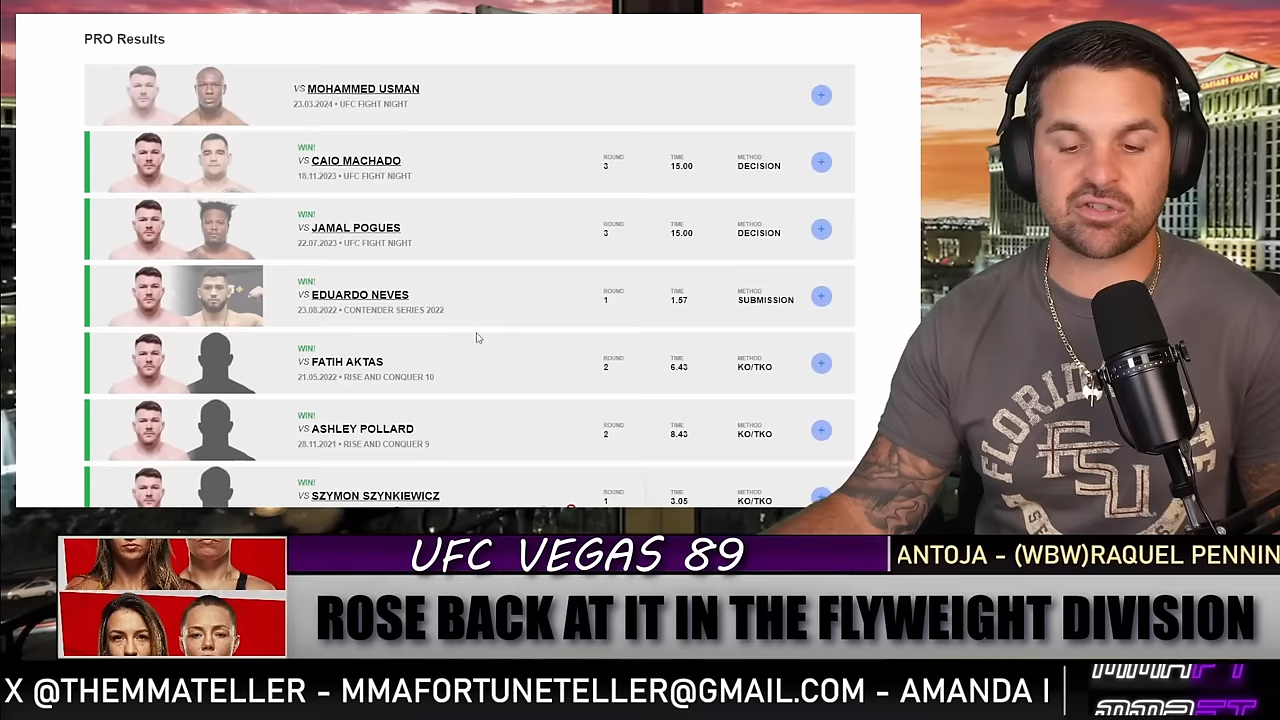 PRO Results
VS MOHAMMED USMAN
23.03.2024 • UFC FIGHT NIGHT
WIN!
VS CAIO MACHADO
18.11.2023 • UFC FIGHT NIGHT
ROUND
3
TIME
15.00
METHOD
DECISION
WIN!
VS JAMAL POGUES
22.07.2023 • UFC FIGHT NIGHT
ROUND
3
TIME
15.00
METHOD
DECISION
WIN!
VS EDUARDO NEVES
23.08.2022 • CONTENDER SERIES 2022
ROUND
1
TIME
1.57
METHOD
SUBMISSION
WIN!
VS FATIH AKTAS
21.05.2022 • RISE AND CONQUER 10
ROUND
2
TIME
6.43
METHOD
KO/TKO
WIN!
VS ASHLEY POLLARD
28.11.2021 • RISE AND CONQUER 9
ROUND
2
TIME
8.43
METHOD
KO/TKO
WIN!
VS SZYMON SZYNKIEWICZ
ROUND
1
TIME
3.05
METHOD
KO/TKO
CAESARS PALACE
FLORIDA STATE
FSU
UFC VEGAS 89
ANTOJA - (WBW)RAQUEL PENNIN
ROSE BACK AT IT IN THE FLYWEIGHT DIVISION
X @THEMMATELLER - MMAFORTUNETELLER@GMAIL.COM - AMANDA